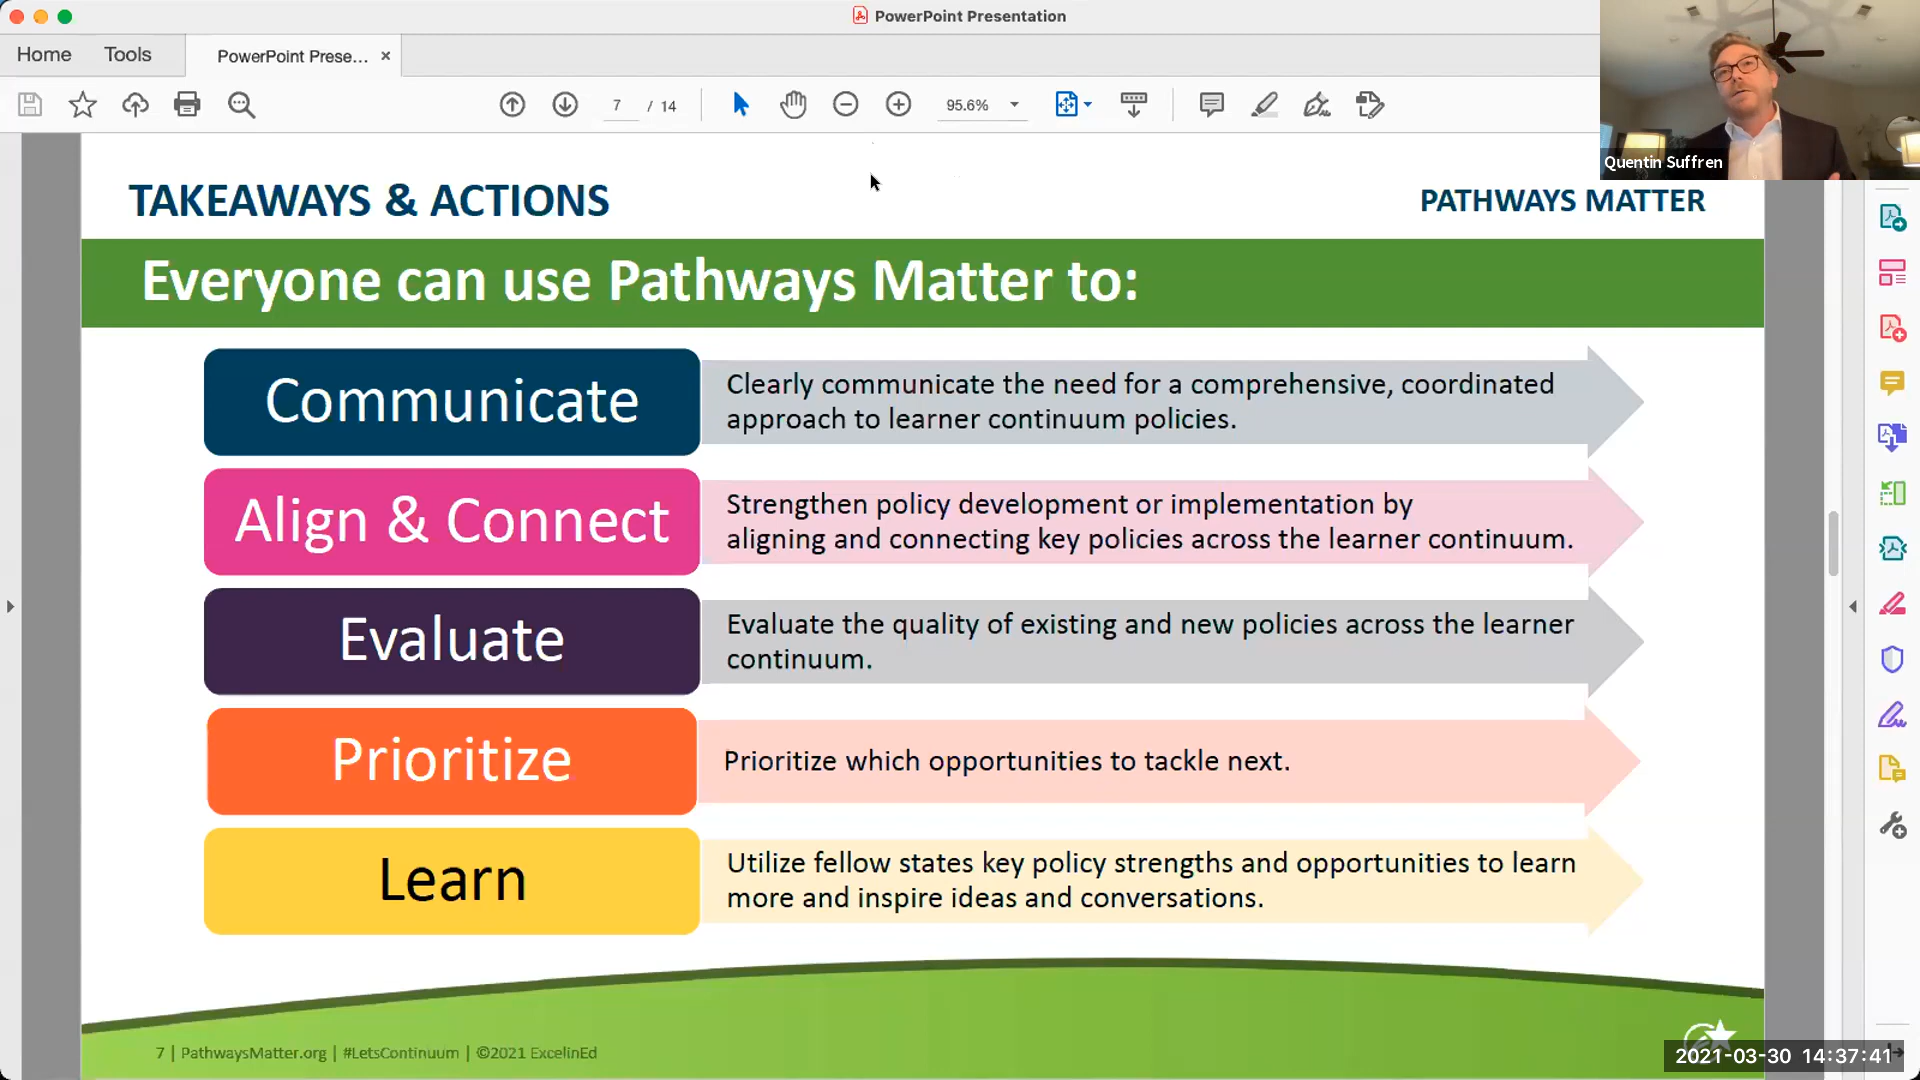 PowerPoint Presentation
Home
Tools
PowerPoint Prese... ×
7 / 14
95.6%
Quentin Suffren
TAKEAWAYS & ACTIONS
PATHWAYS MATTER
Everyone can use Pathways Matter to:
Communicate
Clearly communicate the need for a comprehensive, coordinated
approach to learner continuum policies.
Align & Connect
Strengthen policy development or implementation by
aligning and connecting key policies across the learner continuum.
Evaluate
Evaluate the quality of existing and new policies across the learner
continuum.
Prioritize
Prioritize which opportunities to tackle next.
Learn
Utilize fellow states key policy strengths and opportunities to learn
more and inspire ideas and conversations.
7 | PathwaysMatter.org | #LetsContinuum | ©2021 ExcelinEd
2021-03-30 14:37:41